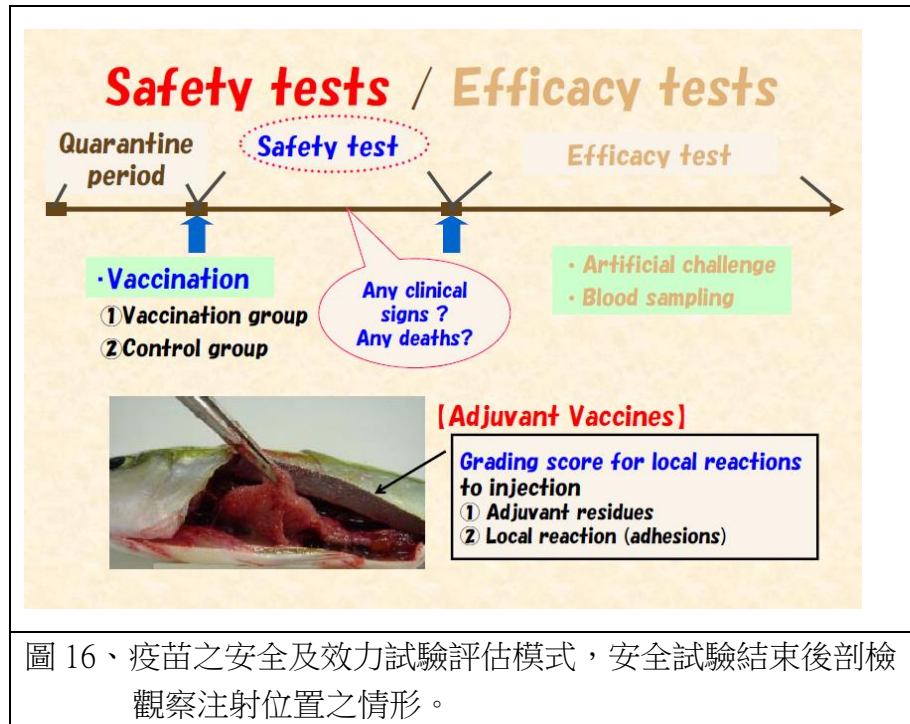 Safety tests / Efficacy tests
Quarantine
period
Safety test
Efficacy test
・Vaccination
①Vaccination group
②Control group
Any clinical
signs ?
Any deaths?
・Artificial challenge
・Blood sampling
【Adjuvant Vaccines】
Grading score for local reactions
to injection
① Adjuvant residues
② Local reaction (adhesions)
圖 16、疫苗之安全及效力試驗評估模式，安全試驗結束後剖檢
觀察注射位置之情形。